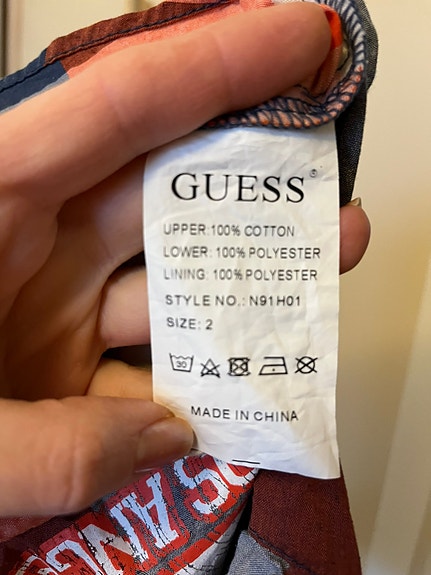 GUESS®
UPPER:100% COTTON
LOWER: 100% POLYESTER
LINING: 100% POLYESTER
STYLE NO.: N91H01
SIZE: 2
30
MADE IN CHINA
S ANG